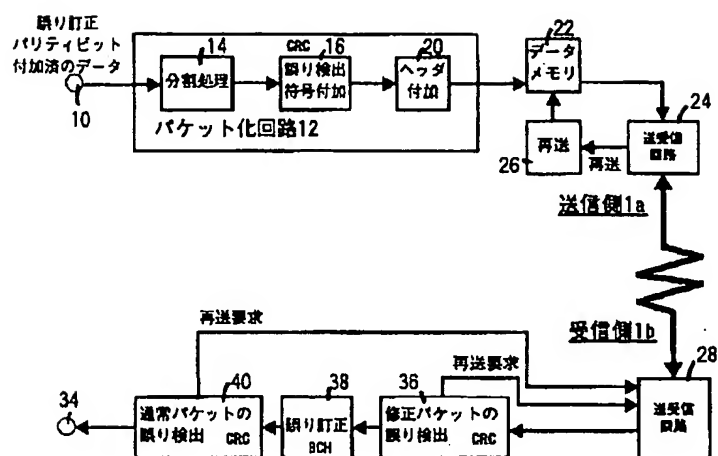 誤り訂正
パリティビット
付加済のデータ
10
14
分割処理
CRC 16
誤り検出
符号付加
20
ヘッダ
付加
パケット化回路12
22
データ
メモリ
24
送受信
回路
再送
26
再送
送信側1a
受信側1b
再送要求
再送要求
28
送受信
回路
36
修正パケットの
誤り検出 CRC
38
誤り訂正
BCH
40
通常パケットの
誤り検出 CRC
34